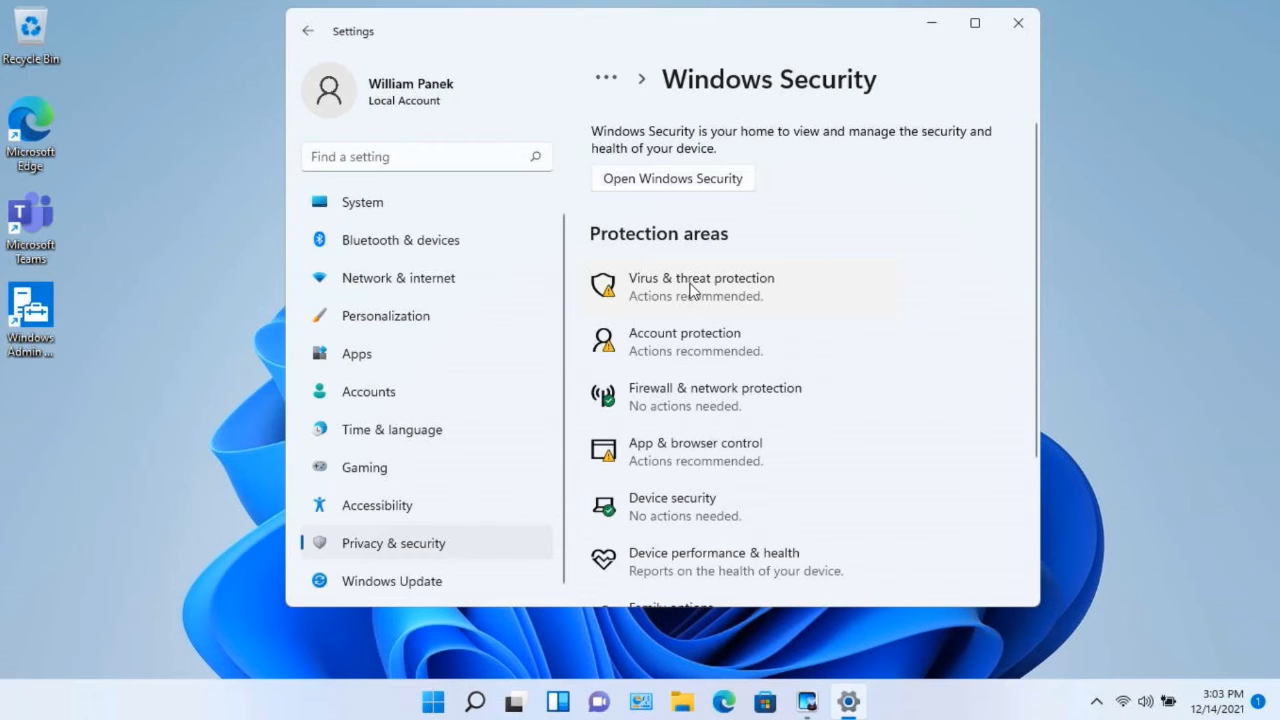 Recycle Bin
Microsoft
Edge
Microsoft
Teams
Windows
Admin ...
Settings
William Panek
Local Account
Find a setting
System
Bluetooth & devices
Network & internet
Personalization
Apps
Accounts
Time & language
Gaming
Accessibility
Privacy & security
Windows Update
... > Windows Security
Windows Security is your home to view and manage the security and
health of your device.
Open Windows Security
Protection areas
Virus & threat protection
Actions recommended.
Account protection
Actions recommended.
Firewall & network protection
No actions needed.
App & browser control
Actions recommended.
Device security
No actions needed.
Device performance & health
Reports on the health of your device.
Family options
3:03 PM
12/14/2021
1